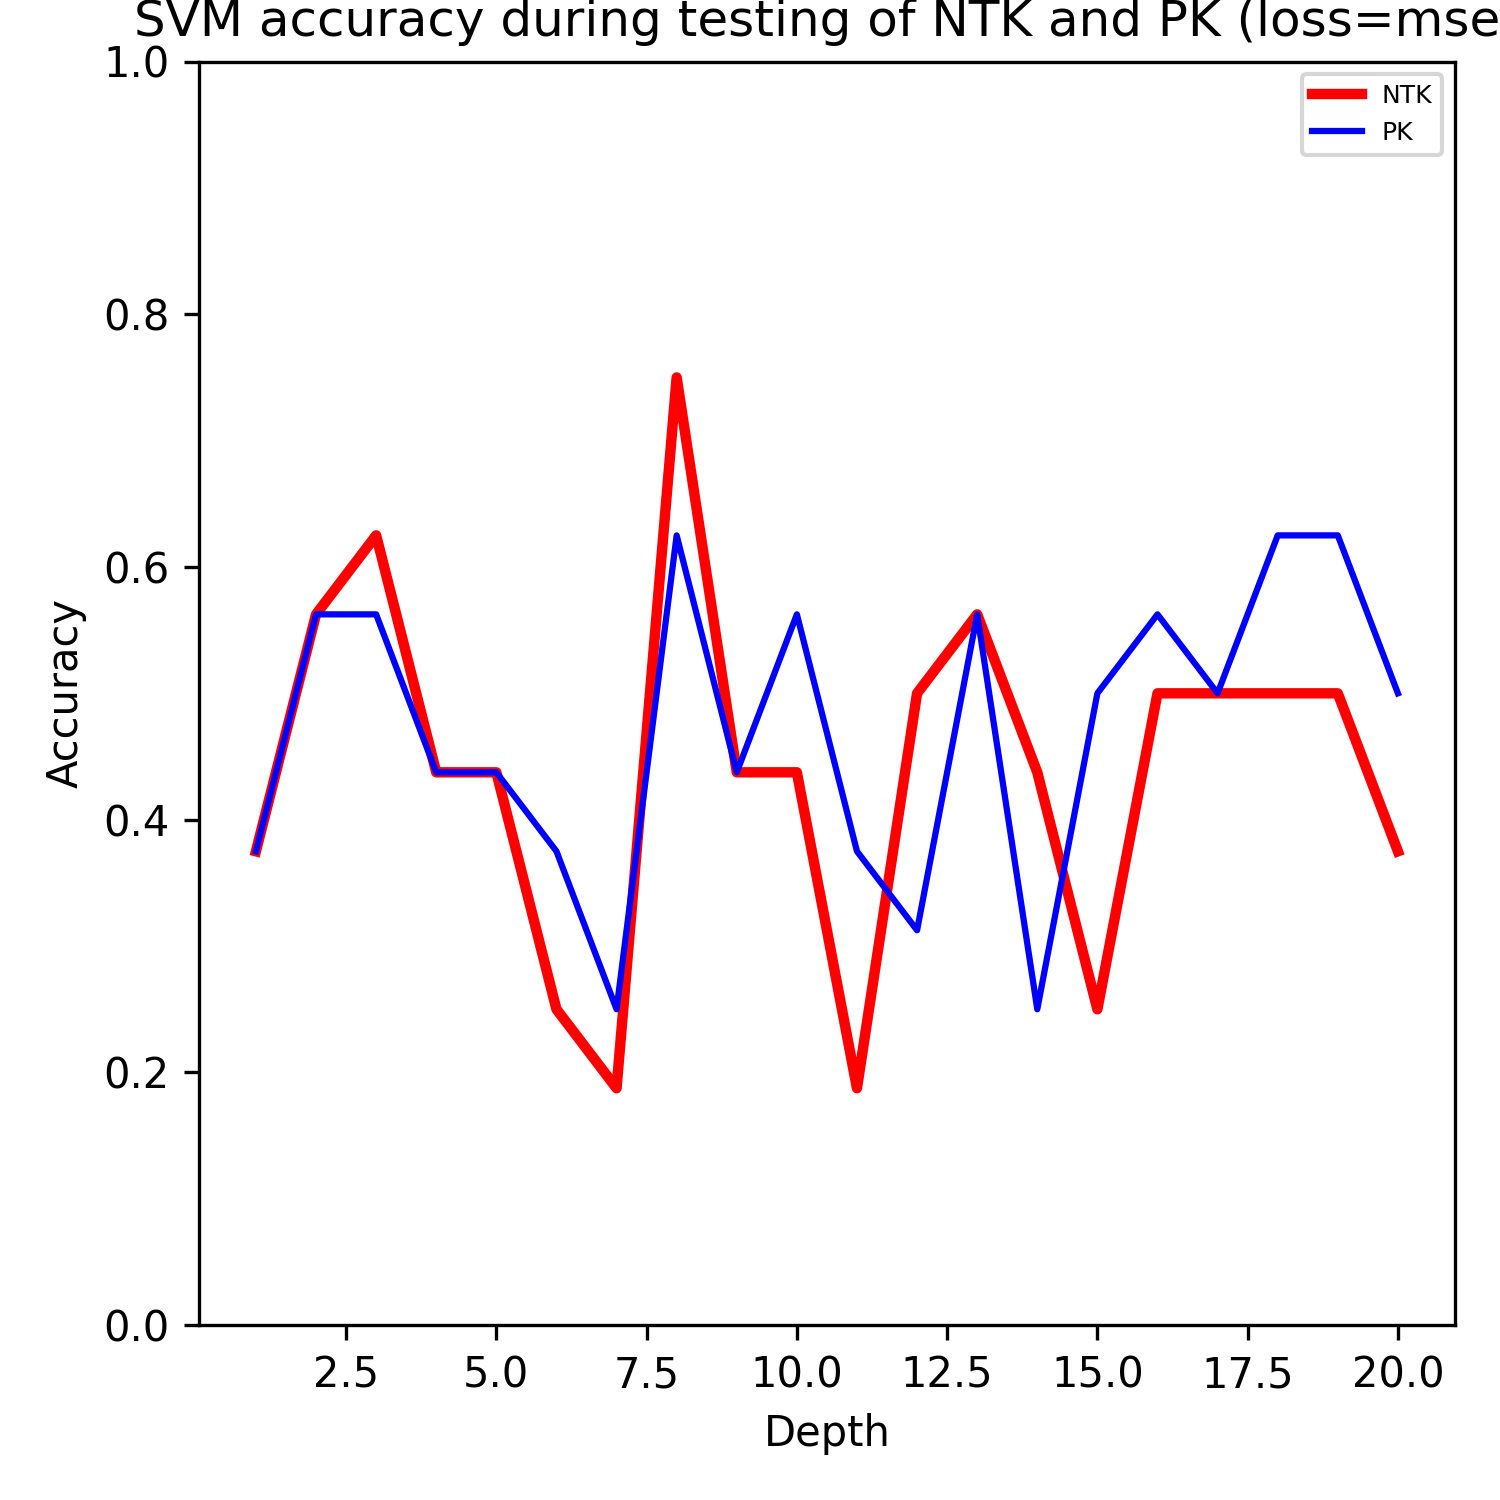 SVM accuracy during testing of NTK and PK (loss=mse
1.0
0.8
0.6
0.4
0.2
0.0
Accuracy
NTK
PK
2.5 5.0 7.5 10.0 12.5 15.0 17.5 20.0
Depth